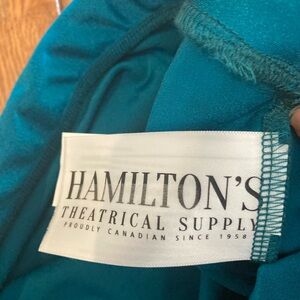 HAMILTON'S
THEATRICAL SUPPLY
PROUDLY CANADIAN SINCE 1958